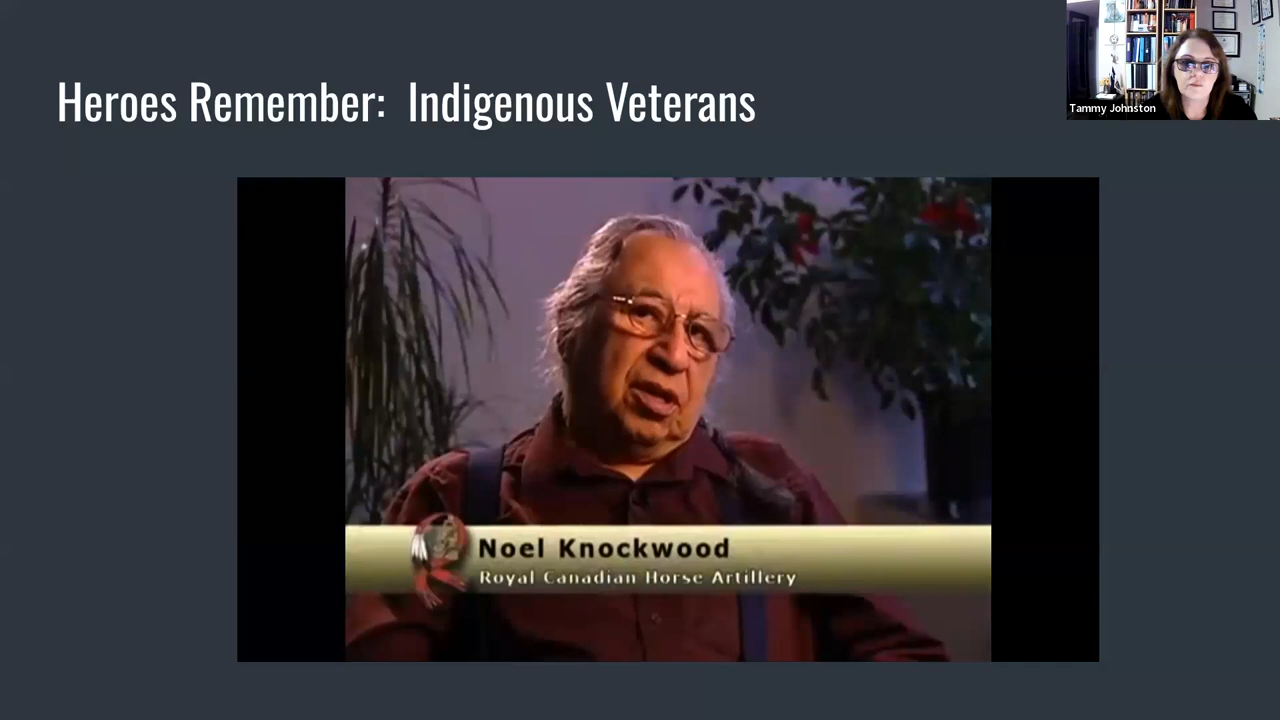 Heroes Remember: Indigenous Veterans
Tammy Johnston
Noel Knockwood
Royal Canadian Horse Artillery